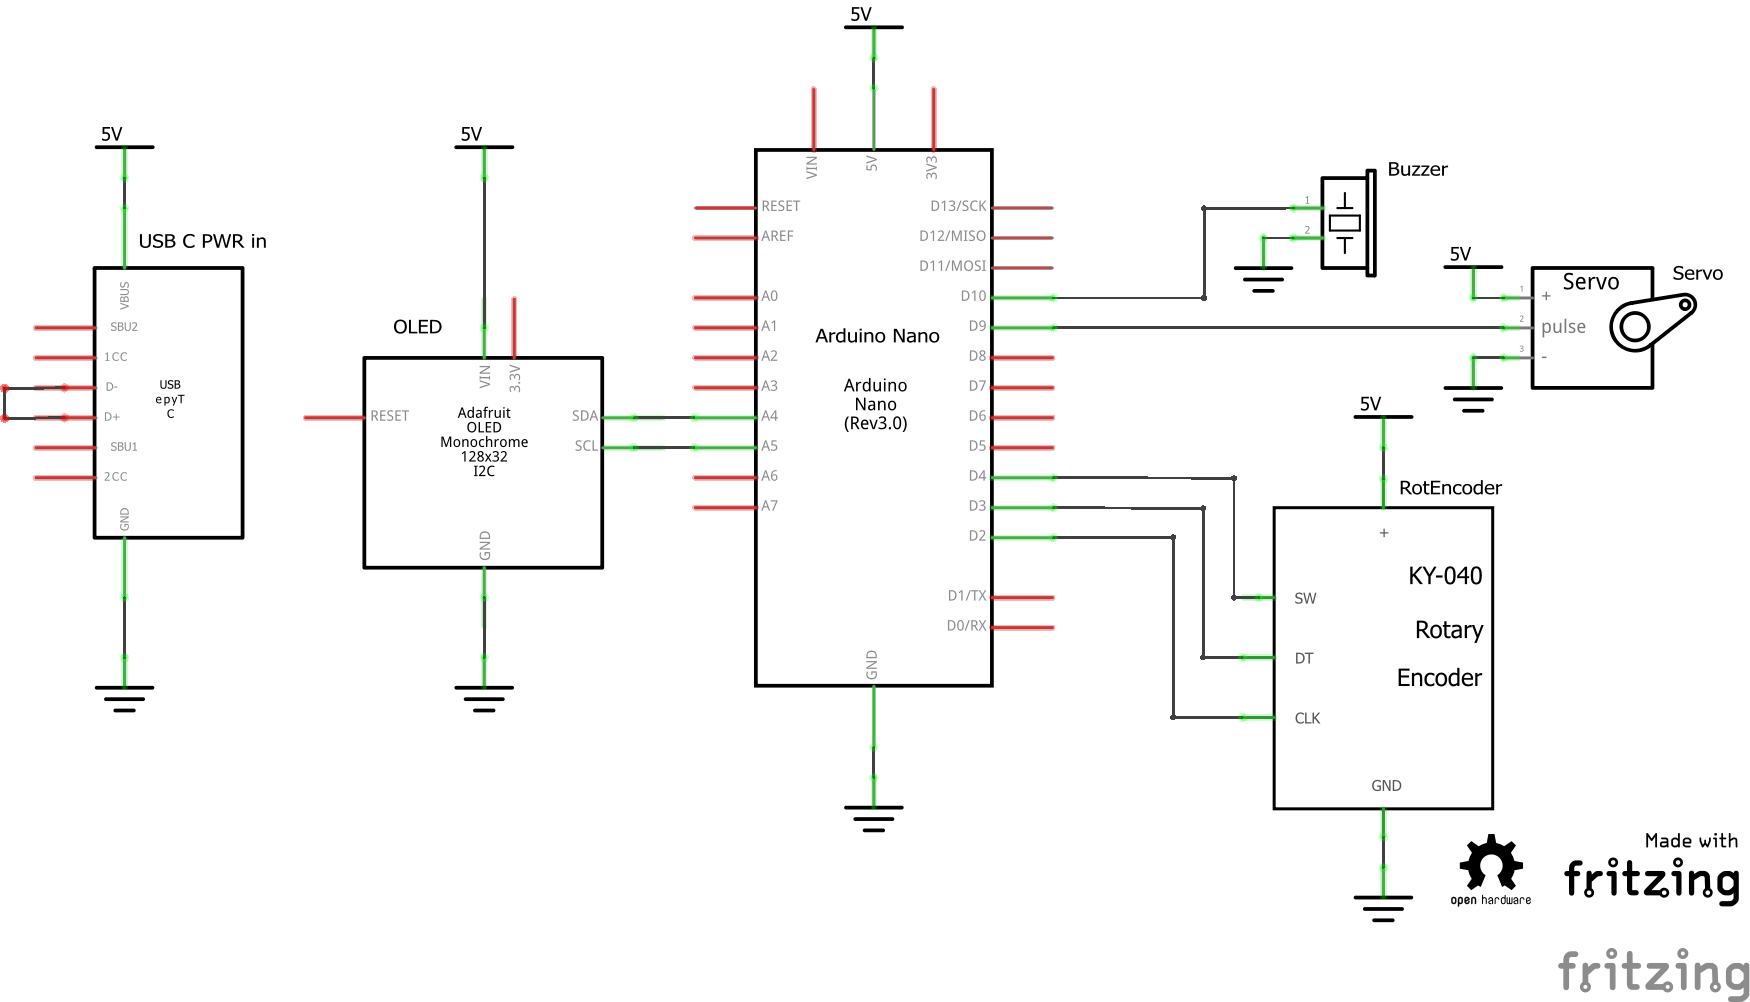 5V
USB C PWR in
VBUS
SBU2
1CC
D-
D+
SBU1
2CC
GND
USB
epyT
C
5V
OLED
VIN
3.3V
RESET
SDA
SCL
Adafruit
OLED
Monochrome
128x32
I2C
GND
5V
VIN
5V
3V3
RESET
AREF
A0
A1
A2
A3
A4
A5
A6
A7
Arduino Nano
Arduino
Nano
(Rev3.0)
D13/SCK
D12/MISO
D11/MOSI
D10
D9
D8
D7
D6
D5
D4
D3
D2
D1/TX
D0/RX
GND
Buzzer
1
2
5V
Servo
Servo
1
+
2
pulse
3
-
5V
RotEncoder
+
KY-040
Rotary
Encoder
SW
DT
CLK
GND
open hardware
Made with
fritzing
fritzing